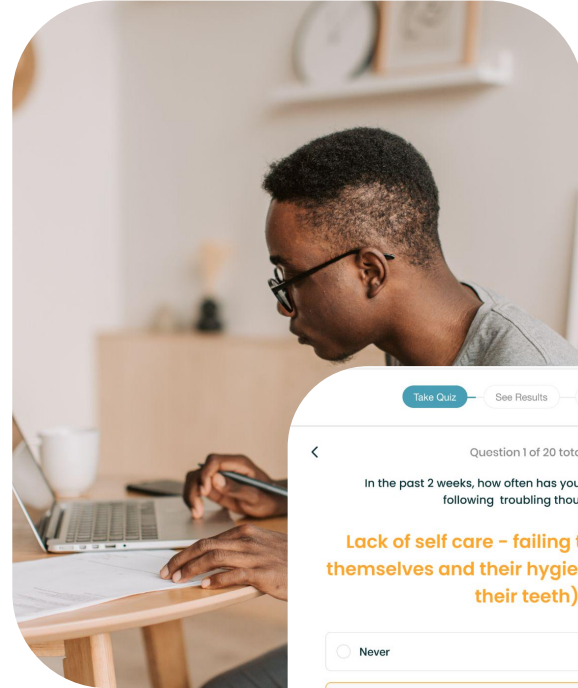 Take Quiz
See Results
Question 1 of 20
In the past 2 weeks, how often has
following troubling
Lack of self care - failing
themselves and their
their teeth)
Never